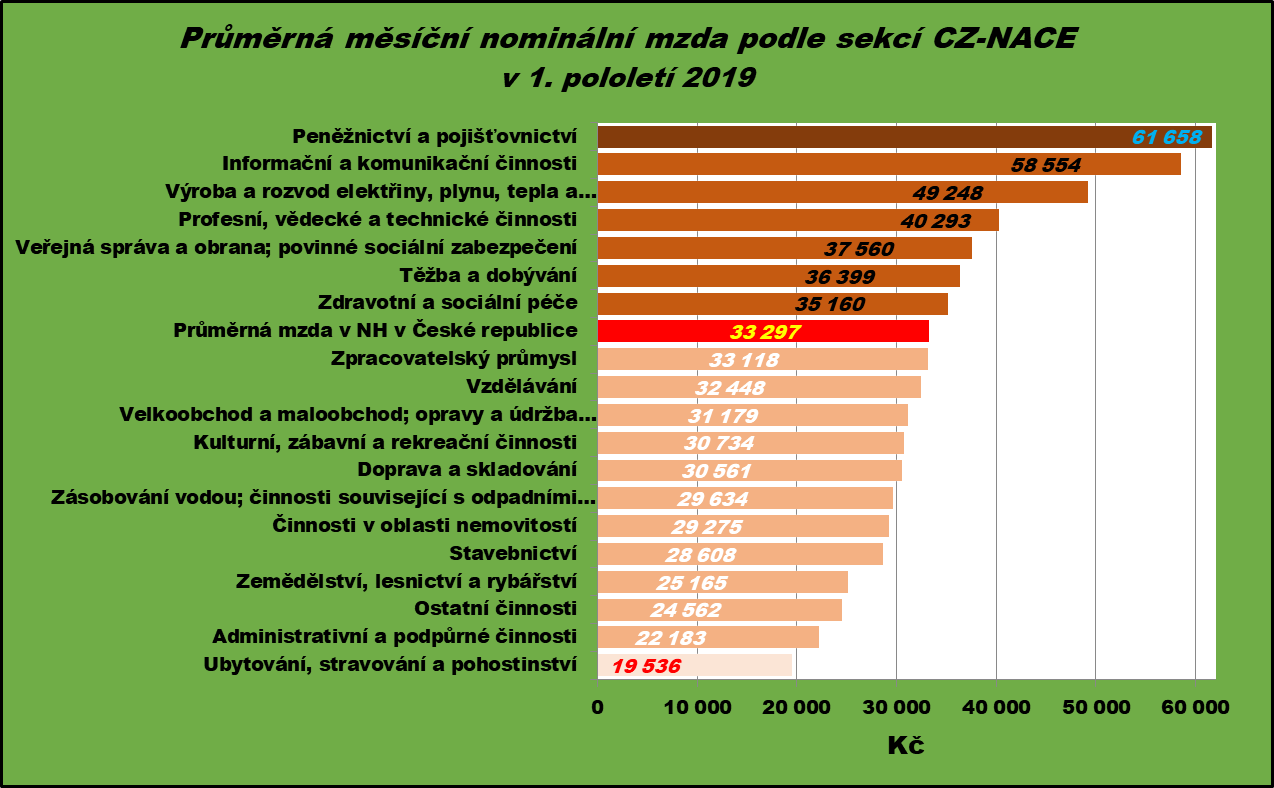 Průměrná měsíční nominální mzda podle sekcí CZ-NACE
v 1. pololetí 2019
Peněžnictví a pojišťovnictví 61 658
Informační a komunikační činnosti 58 554
Výroba a rozvod elektřiny, plynu, tepla a... 49 248
Profesní, vědecké a technické činnosti 40 293
Veřejná správa a obrana; povinné sociální zabezpečení 37 560
Těžba a dobývání 36 399
Zdravotní a sociální péče 35 160
Průměrná mzda v NH v České republice 33 297
Zpracovatelský průmysl 33 118
Vzdělávání 32 448
Velkoobchod a maloobchod; opravy a údržba... 31 179
Kulturní, zábavní a rekreační činnosti 30 734
Doprava a skladování 30 561
Zásobování vodou; činnosti související s odpadními... 29 634
Činnosti v oblasti nemovitostí 29 275
Stavebnictví 28 608
Zemědělství, lesnictví a rybářství 25 165
Ostatní činnosti 24 562
Administrativní a podpůrné činnosti 22 183
Ubytování, stravování a pohostinství 19 536
0 10 000 20 000 30 000 40 000 50 000 60 000
Kč